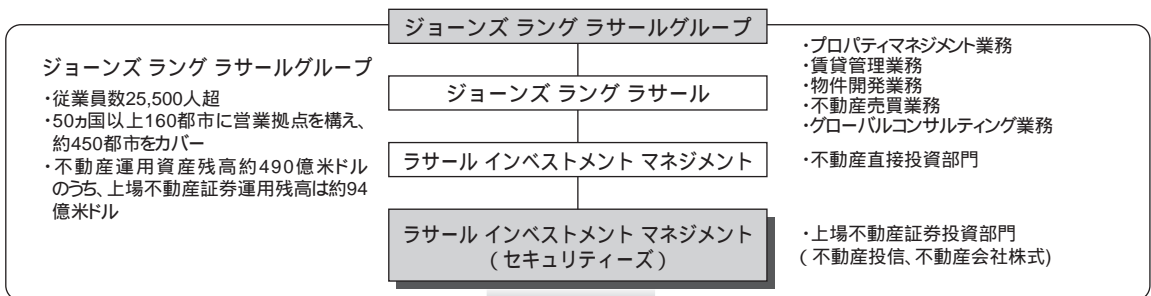 ジョーンズ ラング ラサールグループ
ジョーンズ ラング ラサールグループ
・従業員数25,500人超
・50ヵ国以上160都市に営業拠点を構え、
約450都市をカバー
・不動産運用資産残高約490億米ドル
のうち、上場不動産証券運用残高は約94
億米ドル
ジョーンズ ラング ラサール
ラサール インベストメント マネジメント
ラサール インベストメント マネジメント
(セキュリティーズ)
・プロパティマネジメント業務
・賃貸管理業務
・物件開発業務
・不動産売買業務
・グローバルコンサルティング業務
・不動産直接投資部門
・上場不動産証券投資部門
(不動産投信、不動産会社株式)